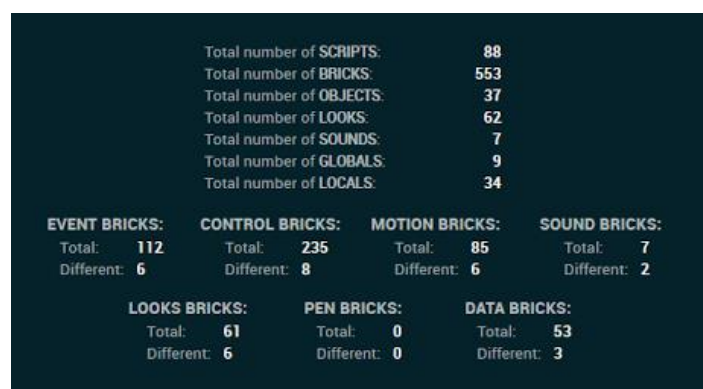 Total number of SCRIPTS: 88
Total number of BRICKS: 553
Total number of OBJECTS: 37
Total number of LOOKS: 62
Total number of SOUNDS: 7
Total number of GLOBALS: 9
Total number of LOCALS: 34
EVENT BRICKS: CONTROL BRICKS: MOTION BRICKS: SOUND BRICKS:
Total: 112 Total: 235 Total: 85 Total: 7
Different: 6 Different: 8 Different: 6 Different: 2
LOOKS BRICKS: PEN BRICKS: DATA BRICKS:
Total: 61 Total: 0 Total: 53
Different: 6 Different: 0 Different: 3